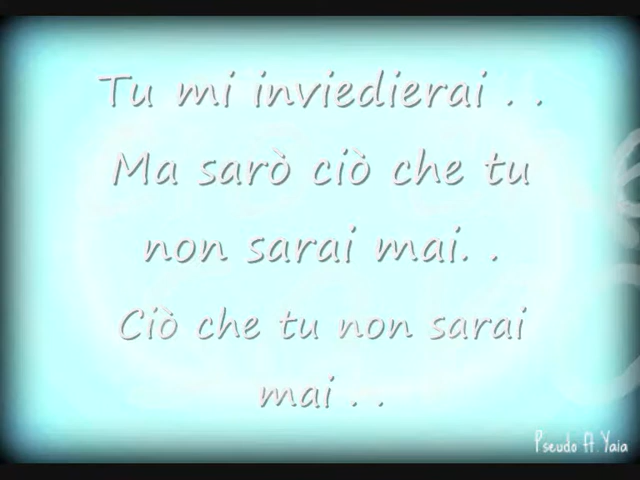 Tu mi inviedierai . .
Ma sarò ciò che tu
non sarai mai. .
Ciò che tu non sarai
mai . .
Pseudo ft. Yaia